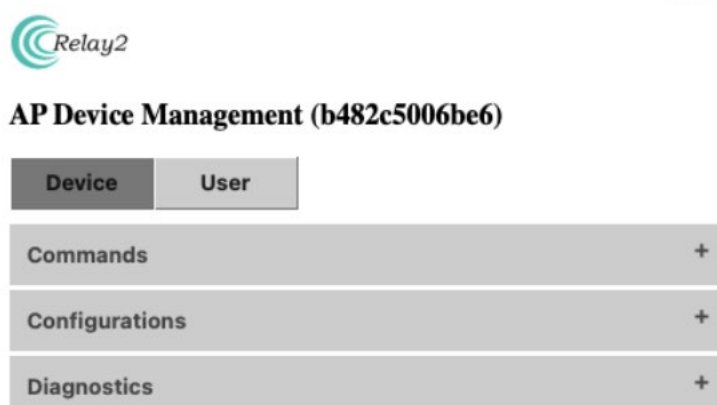 Relay2
AP Device Management (b482c5006be6)
Device User
Commands +
Configurations +
Diagnostics +